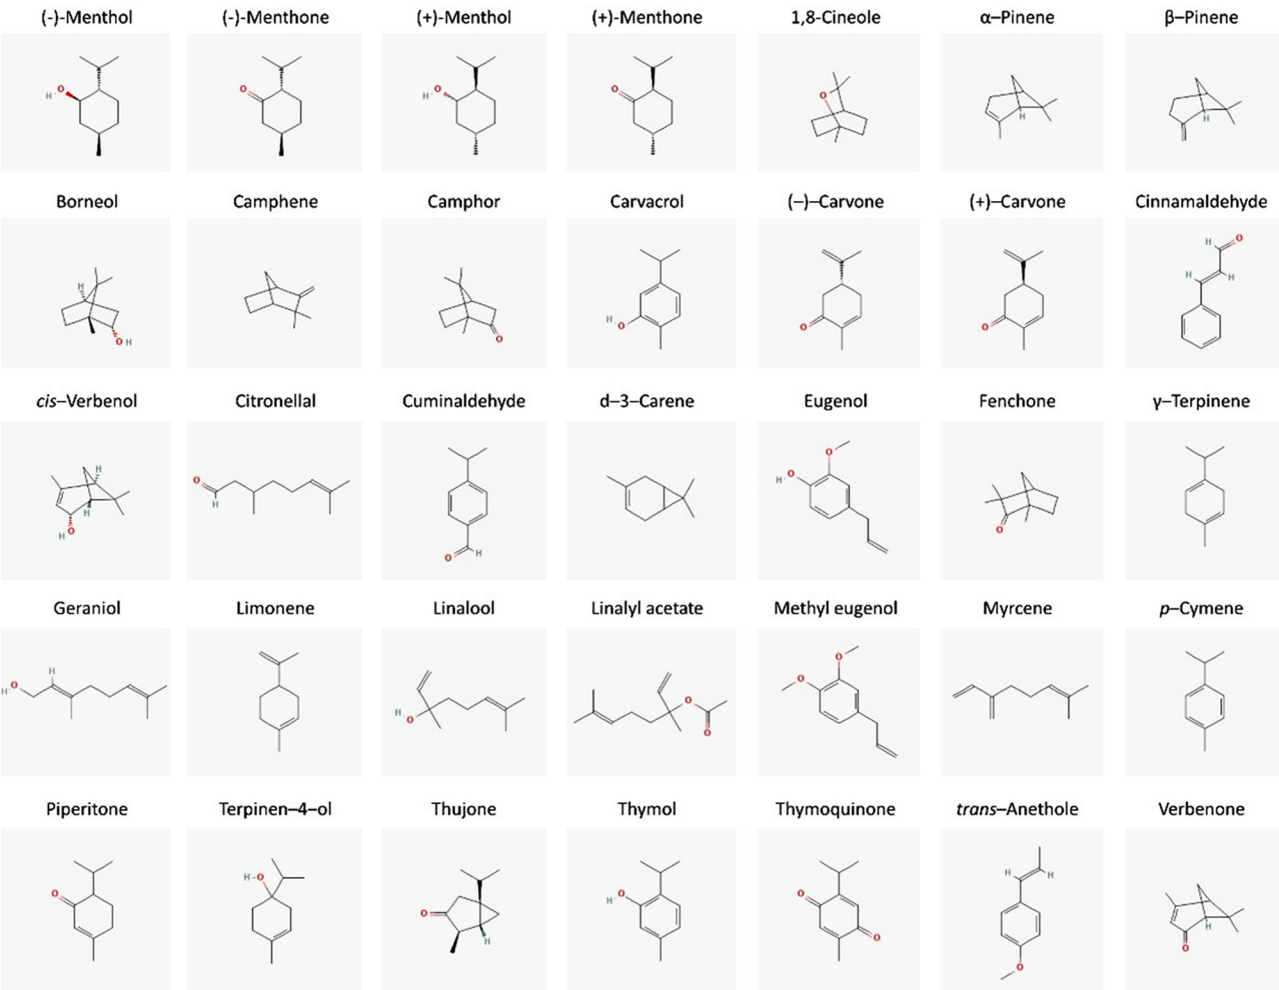 (-)-Menthol (-)-Menthone (+)-Menthol (+)-Menthone 1,8-Cineole α–Pinene β–Pinene
H O O H O O O H H
Borneol Camphene Camphor Carvacrol (–)–Carvone (+)–Carvone Cinnamaldehyde
H O H O H O O O H O H H
cis–Verbenol Citronellal Cuminaldehyde d–3–Carene Eugenol Fenchone γ–Terpinene
H H O H O H O H O H O O
Geraniol Limonene Linalool Linalyl acetate Methyl eugenol Myrcene p–Cymene
H O H H O O O O O
Piperitone Terpinen–4–ol Thujone Thymol Thymoquinone trans–Anethole Verbenone
O H O O H H O O O H H O H O